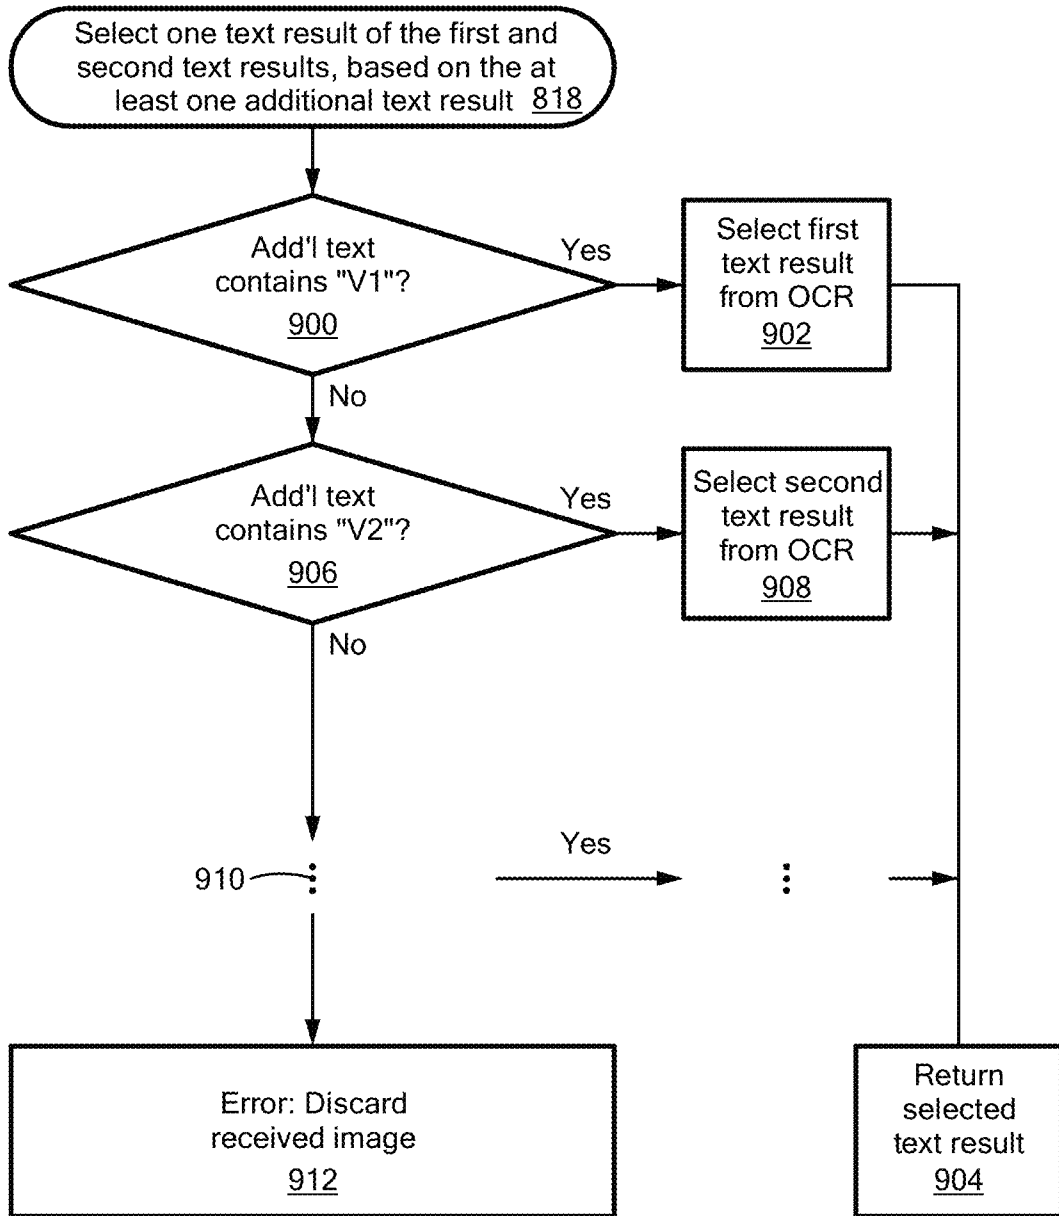 Select one text result of the first and
second text results, based on the at
least one additional text result 818
Add'l text
contains "V1"?
900
Yes
Select first
text result
from OCR
902
No
Add'l text
contains "V2"?
906
Yes
Select second
text result
from OCR
908
No
910
Yes
Error: Discard
received image
912
Return
selected
text result
904